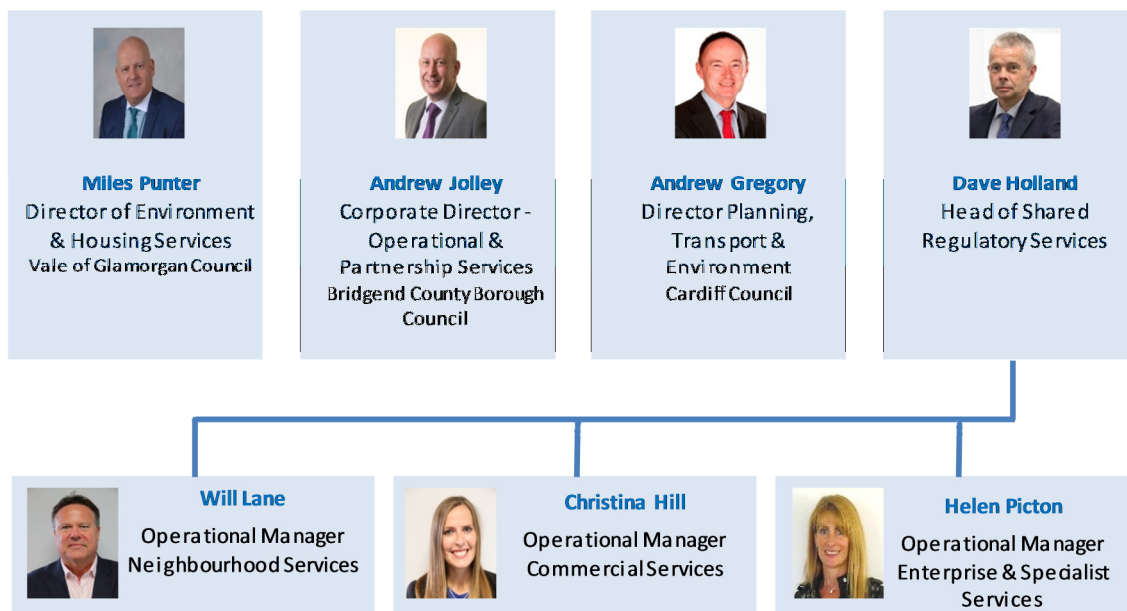 Miles Punter
Director of Environment
& Housing Services
Vale of Glamorgan Council
Andrew Jolley
Corporate Director -
Operational &
Partnership Services
Bridgend County Borough
Council
Andrew Gregory
Director Planning,
Transport &
Environment
Cardiff Council
Dave Holland
Head of Shared
Regulatory Services
Will Lane
Operational Manager
Neighbourhood Services
Christina Hill
Operational Manager
Commercial Services
Helen Picton
Operational Manager
Enterprise & Specialist
Services